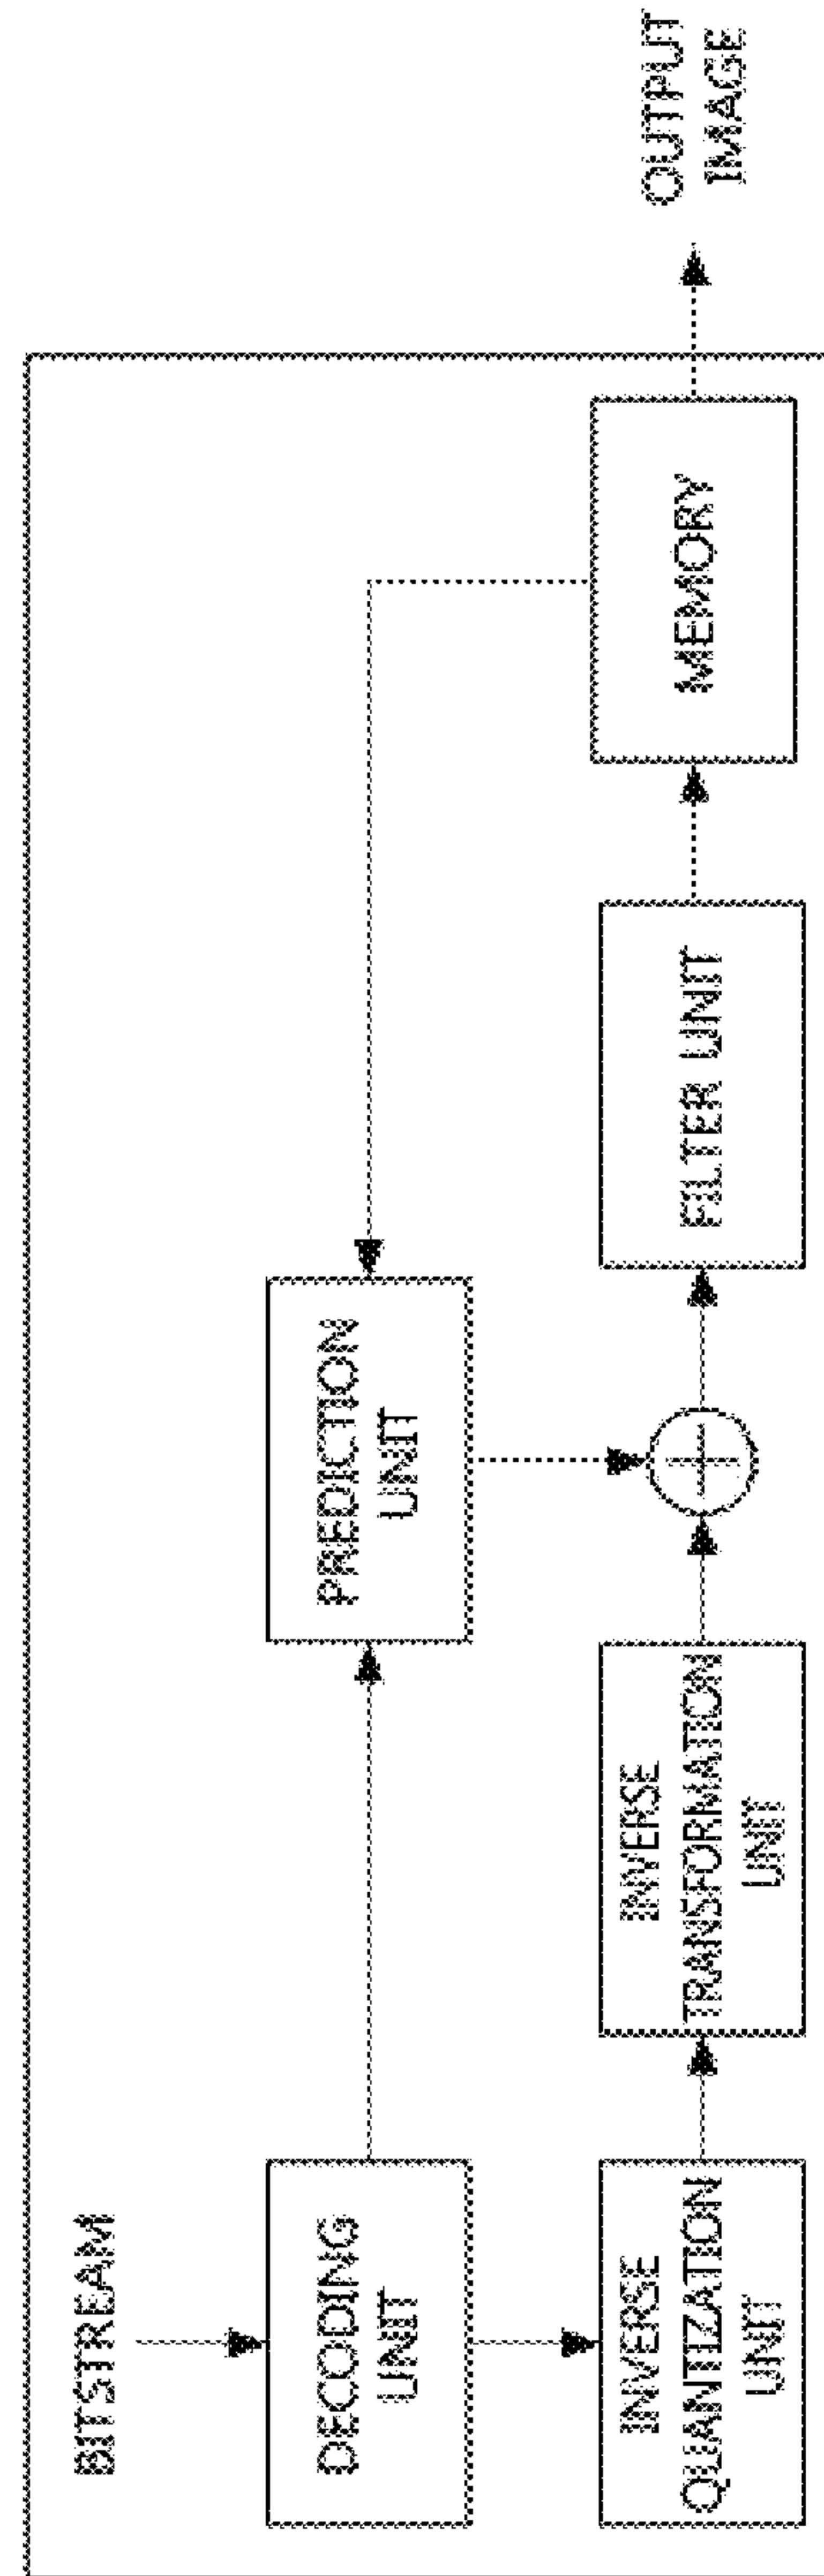 BITSTREAM
DECODING
UNIT
PREDICTION
UNIT
INVERSE
QUANTIZATION
UNIT
INVERSE
TRANSFORMATION
UNIT
FILTER UNIT
MEMORY
OUTPUT
IMAGE